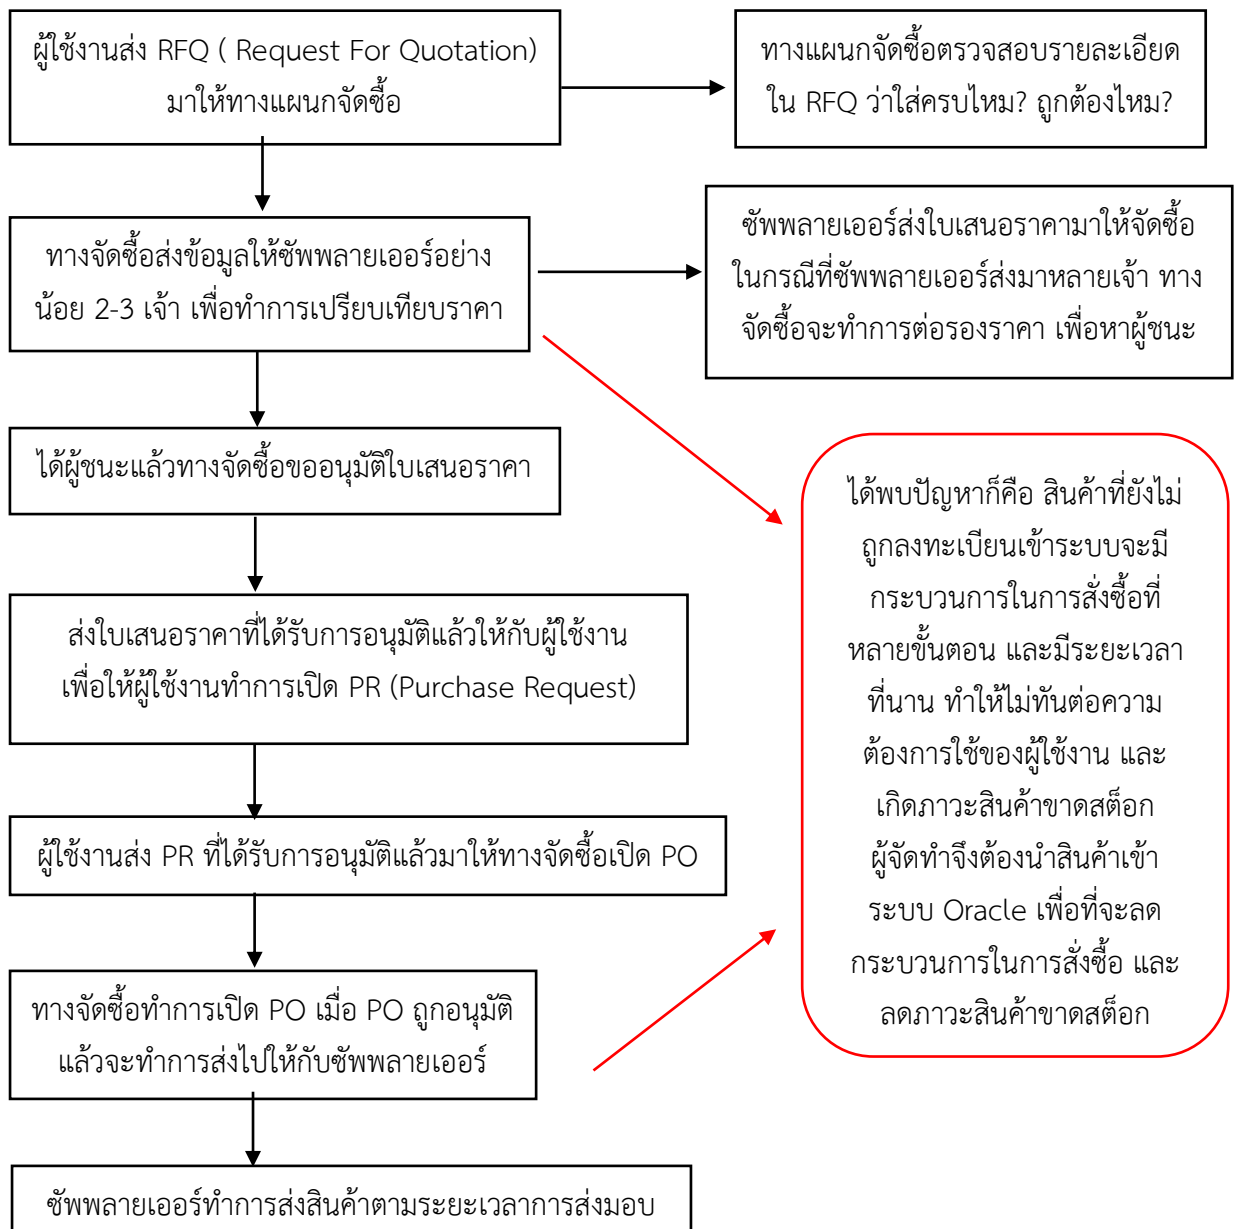 ผู้ใช้งานส่ง RFQ ( Request For Quotation)
มาให้ทางแผนกจัดซื้อ
ทางแผนกจัดซื้อตรวจสอบรายละเอียด
ใน RFQ ว่าใส่ครบไหม? ถูกต้องไหม?
ทางจัดซื้อส่งข้อมูลให้ซัพพลายเออร์อย่าง
น้อย 2-3 เจ้า เพื่อทำการเปรียบเทียบราคา
ซัพพลายเออร์ส่งใบเสนอราคามาให้จัดซื้อ
ในกรณีที่ซัพพลายเออร์ส่งมาหลายเจ้า ทาง
จัดซื้อจะทำการต่อรองราคา เพื่อหาผู้ชนะ
ได้ผู้ชนะแล้วทางจัดซื้อขออนุมัติใบเสนอราคา
ส่งใบเสนอราคาที่ได้รับการอนุมัติแล้วให้กับผู้ใช้งาน
เพื่อให้ผู้ใช้งานทำการเปิด PR (Purchase Request)
ผู้ใช้งานส่ง PR ที่ได้รับการอนุมัติแล้วมาให้ทางจัดซื้อเปิด PO
ทางจัดซื้อทำการเปิด PO เมื่อ PO ถูกอนุมัติ
แล้วจะทำการส่งไปให้กับซัพพลายเออร์
ซัพพลายเออร์ทำการส่งสินค้าตามระยะเวลาการส่งมอบ
ได้พบปัญหาก็คือ สินค้าที่ยังไม่
ถูกลงทะเบียนเข้าระบบจะมี
กระบวนการในการสั่งซื้อที่
หลายขั้นตอน และมีระยะเวลา
ที่นาน ทำให้ไม่ทันต่อความ
ต้องการใช้ของผู้ใช้งาน และ
เกิดภาวะสินค้าขาดสต็อก
ผู้จัดทำจึงต้องนำสินค้าเข้า
ระบบ Oracle เพื่อที่จะลด
กระบวนการในการสั่งซื้อ และ
ลดภาวะสินค้าขาดสต็อก